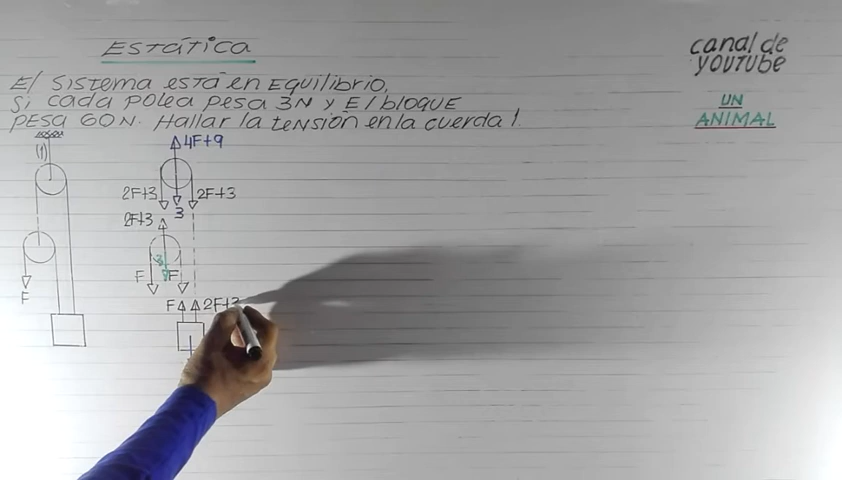 ESTÁTICA
El SISTEMA ESTÁ EN EQUILIBRIO,
SI CADA POLEA PESA 3N Y El bloque
PESA 60N. Hallar la TENSIÓN EN LA CUERDA 1.
canal de
YOUTUBE
UN
ANIMAL
(1)
4F+9
2F+3
2F+3
3
2F+3
3
F
F
F
F
2F+3